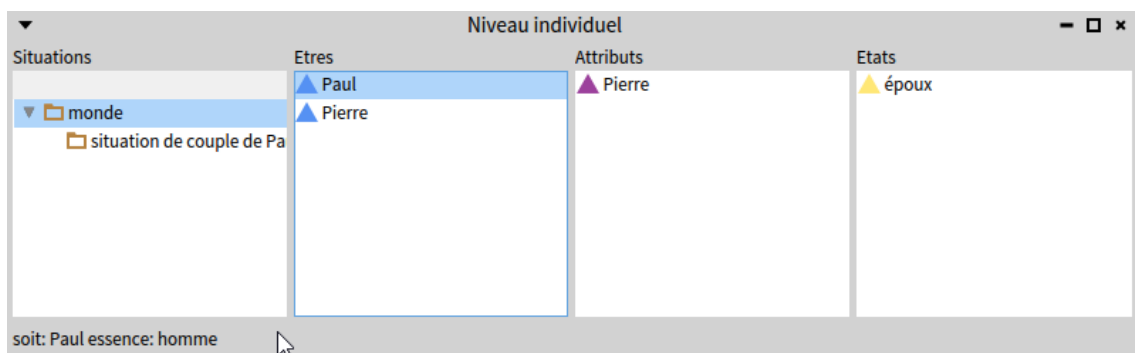 Niveau individuel
Situations Etres Attributs Etats
Paul Pierre époux
monde Pierre
situation de couple de Pa
soit: Paul essence: homme